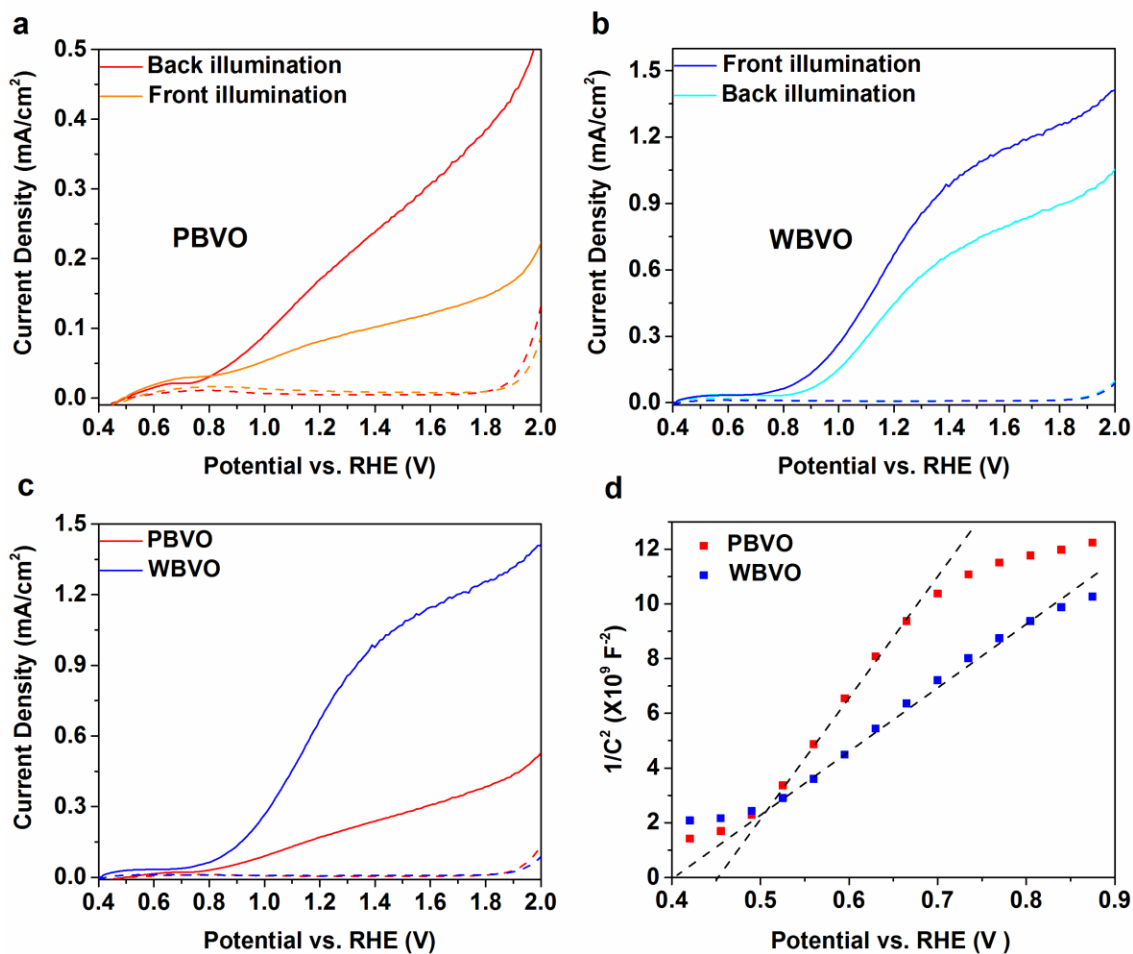 a
0.5
0.4
0.3
0.2
0.1
0.0
Current Density (mA/cm²)
Back illumination
Front illumination
PBVO
0.4 0.6 0.8 1.0 1.2 1.4 1.6 1.8 2.0
Potential vs. RHE (V)
b
1.5
1.2
0.9
0.6
0.3
0.0
Current Density (mA/cm²)
Front illumination
Back illumination
WBVO
0.4 0.6 0.8 1.0 1.2 1.4 1.6 1.8 2.0
Potential vs. RHE (V)
c
1.5
1.2
0.9
0.6
0.3
0.0
Current Density (mA/cm²)
PBVO
WBVO
0.4 0.6 0.8 1.0 1.2 1.4 1.6 1.8 2.0
Potential vs. RHE (V)
d
12
10
8
6
4
2
0
1/C² (X10⁹ F⁻²)
PBVO
WBVO
0.4 0.5 0.6 0.7 0.8 0.9
Potential vs. RHE (V )